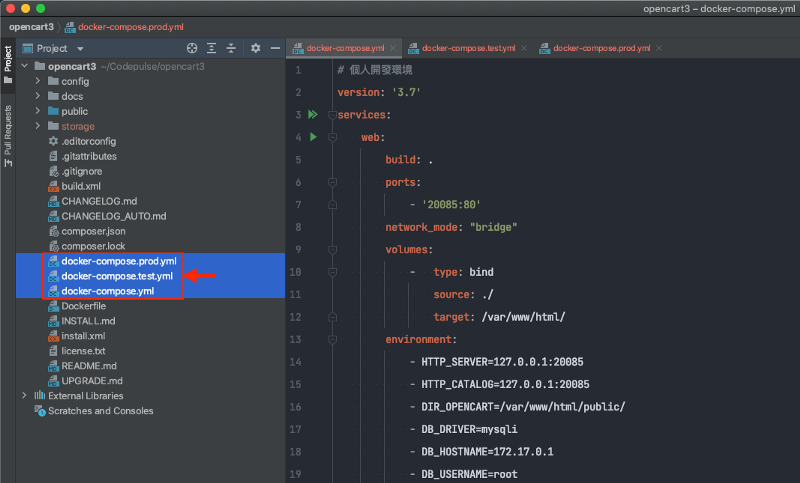 opencart3 – docker-compose.yml
opencart3 docker-compose.prod.yml
Project
Pull Requests
Project
opencart3 ~/Codepulse/opencart3
config
docs
public
storage
.editorconfig
.gitattributes
.gitignore
build.xml
CHANGELOG.md
CHANGELOG_AUTO.md
composer.json
composer.lock
docker-compose.prod.yml
docker-compose.test.yml
docker-compose.yml
Dockerfile
INSTALL.md
install.xml
license.txt
README.md
UPGRADE.md
External Libraries
Scratches and Consoles
docker-compose.yml docker-compose.test.yml docker-compose.prod.yml
1 # 個人開發環境
2 version: '3.7'
3 services:
4 web:
5 build: .
6 ports:
7 - '20085:80'
8 network_mode: "bridge"
9 volumes:
10 - type: bind
11 source: ./
12 target: /var/www/html/
13 environment:
14 - HTTP_SERVER=127.0.0.1:20085
15 - HTTP_CATALOG=127.0.0.1:20085
16 - DIR_OPENCART=/var/www/html/public/
17 - DB_DRIVER=mysqli
18 - DB_HOSTNAME=172.17.0.1
19 - DB_USERNAME=root